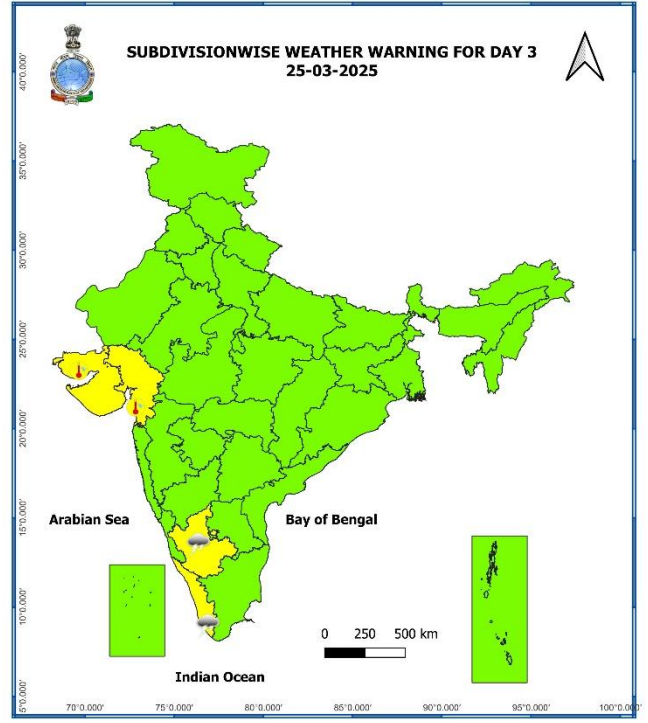 SUBDIVISIONWISE WEATHER WARNING FOR DAY 3
25-03-2025
40°0.000'
35°0.000'
30°0.000'
25°0.000'
20°0.000'
15°0.000'
10°0.000'
5°0.000'
Arabian Sea
Bay of Bengal
0 250 500 km
Indian Ocean
70°0.000' 75°0.000' 80°0.000' 85°0.000' 90°0.000' 95°0.000' 100°0.000'